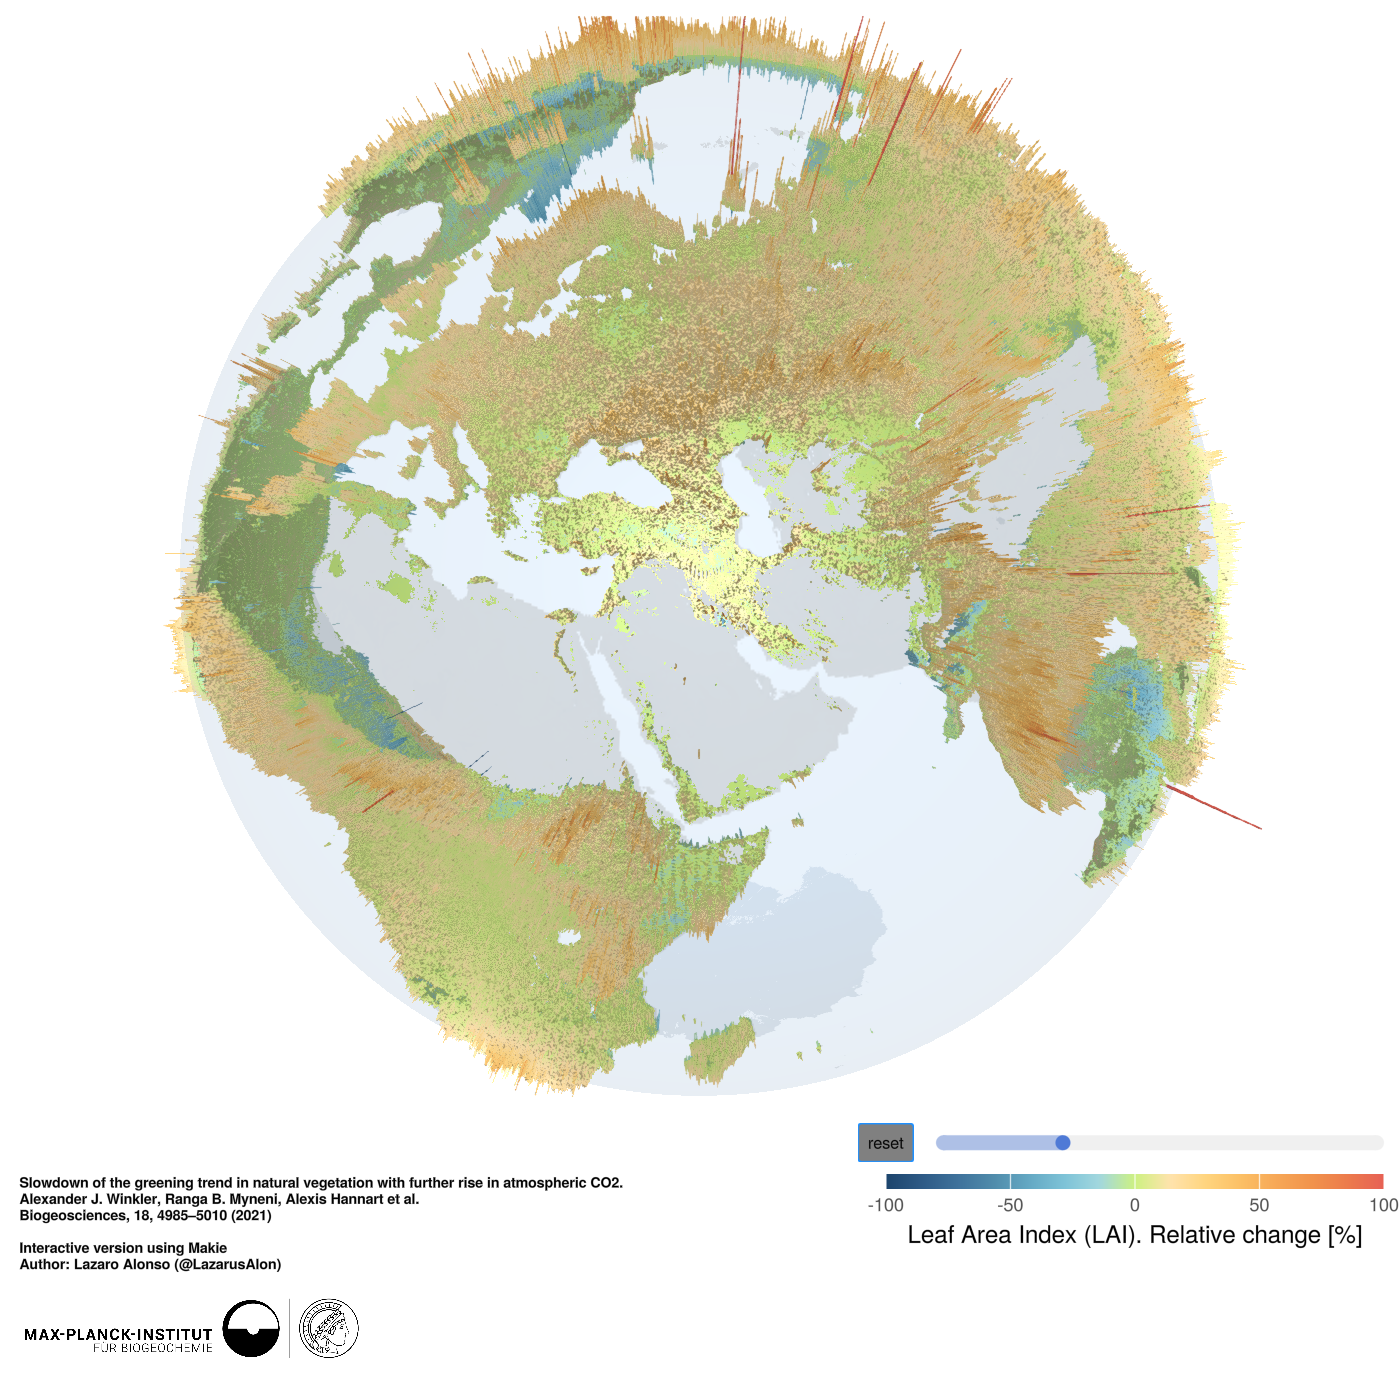 reset
-100 -50 0 50 100
Leaf Area Index (LAI). Relative change [%]
Slowdown of the greening trend in natural vegetation with further rise in atmospheric CO2.
Alexander J. Winkler, Ranga B. Myneni, Alexis Hannart et al.
Biogeosciences, 18, 4985–5010 (2021)
Interactive version using Makie
Author: Lazaro Alonso (@LazarusAlon)
MAX-PLANCK-INSTITUT
FÜR BIOGEOCHEMIE